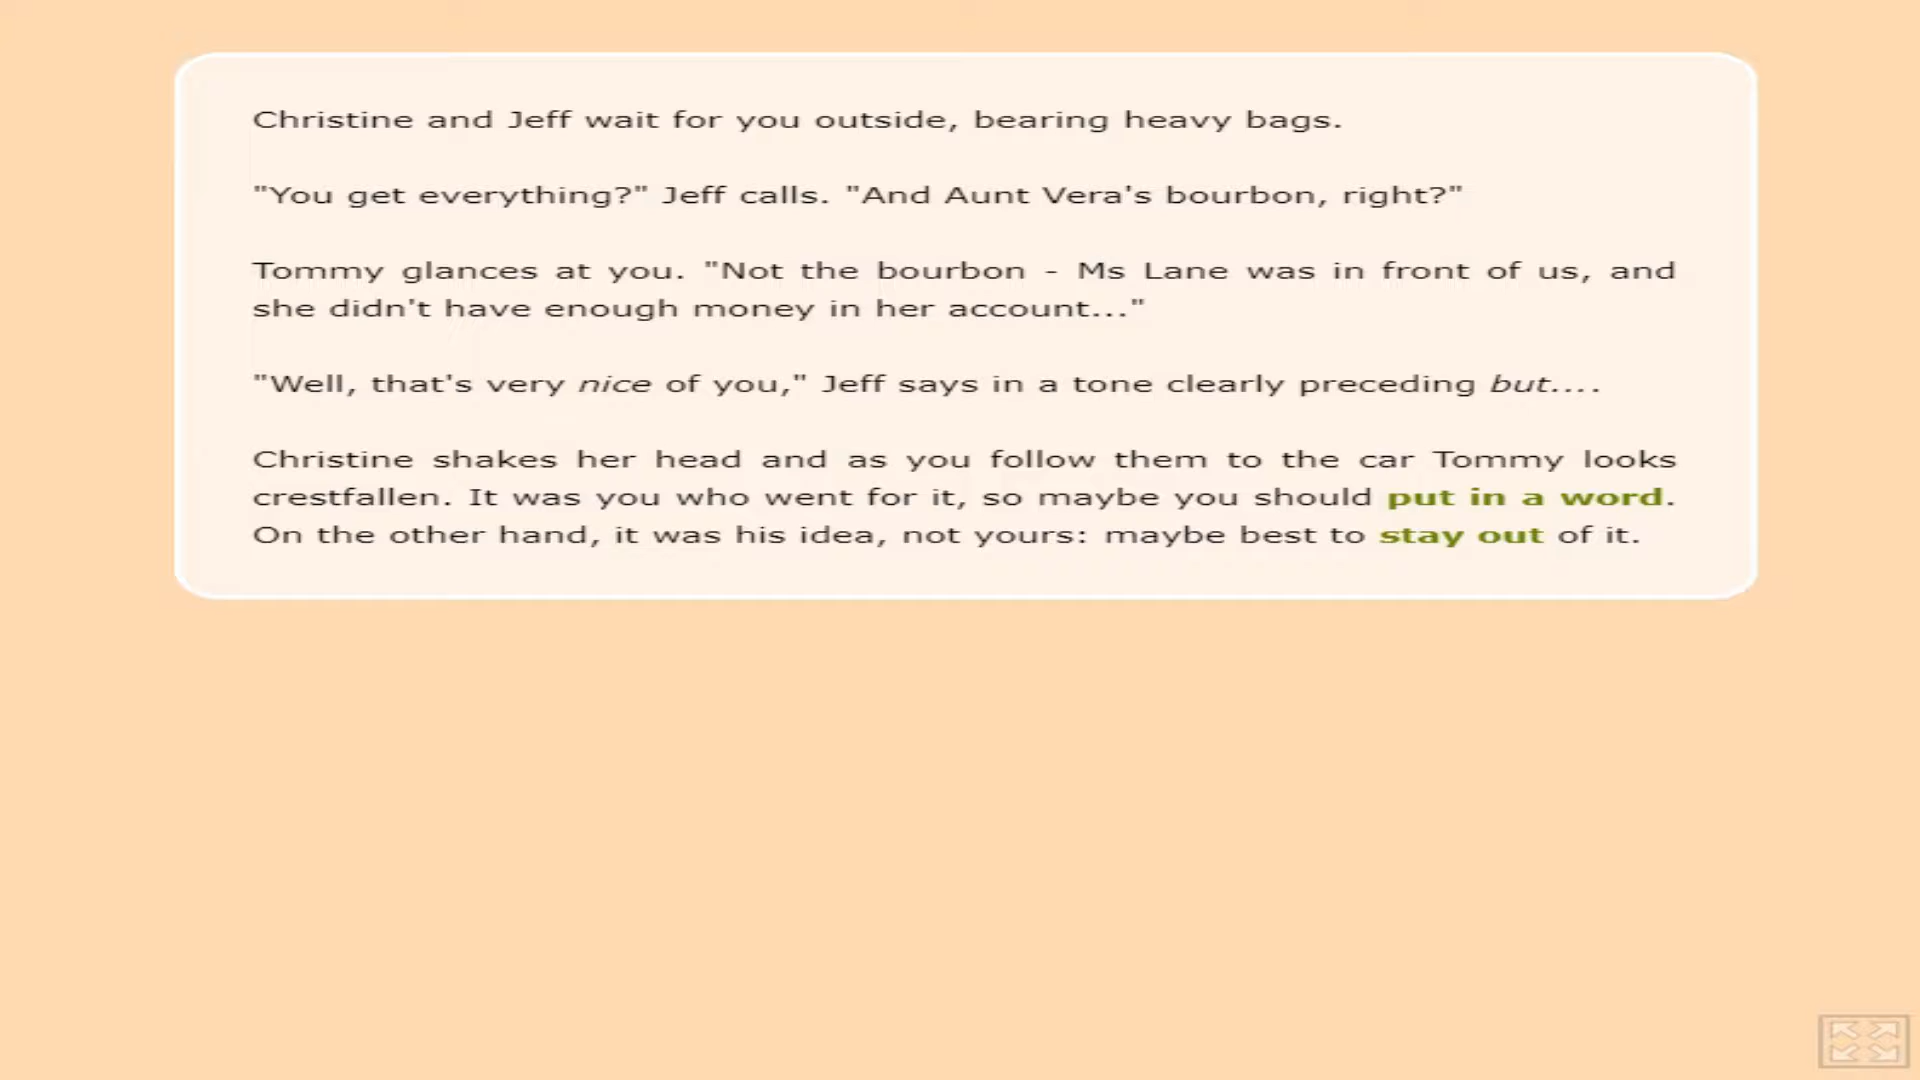 Christine and Jeff wait for you outside, bearing heavy bags.
"You get everything?" Jeff calls. "And Aunt Vera's bourbon, right?"
Tommy glances at you. "Not the bourbon - Ms Lane was in front of us, and
she didn't have enough money in her account..."
"Well, that's very nice of you," Jeff says in a tone clearly preceding but....
Christine shakes her head and as you follow them to the car Tommy looks
crestfallen. It was you who went for it, so maybe you should put in a word.
On the other hand, it was his idea, not yours: maybe best to stay out of it.